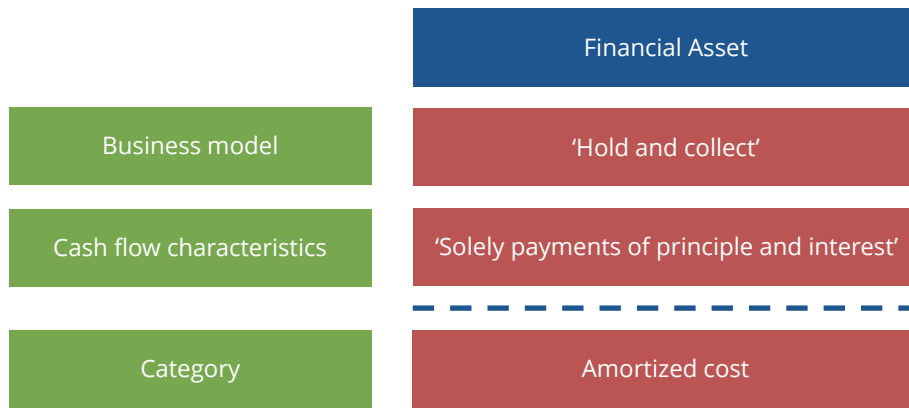 Financial Asset
Business model
‘Hold and collect’
Cash flow characteristics
‘Solely payments of principle and interest’
Category
Amortized cost